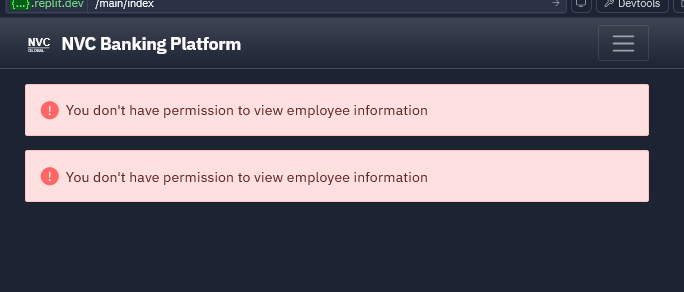 {...}.replit.dev /main/index → Devtools
NVC GLOBAL NVC Banking Platform
You don't have permission to view employee information
You don't have permission to view employee information